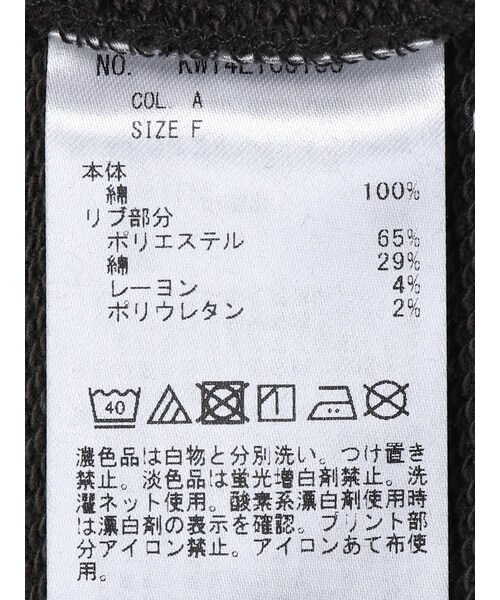 NO.
COL. A
SIZE F
本体
綿 100%
リブ部分
ポリエステル 65%
綿 29%
レーヨン 4%
ポリウレタン 2%
40
濃色品は白物と分別洗い。つけ置き
禁止。淡色品は蛍光増白剤禁止。洗
濯ネット使用。酸素系漂白剤使用時
は漂白剤の表示を確認。プリント部
分アイロン禁止。アイロンあて布使
用。